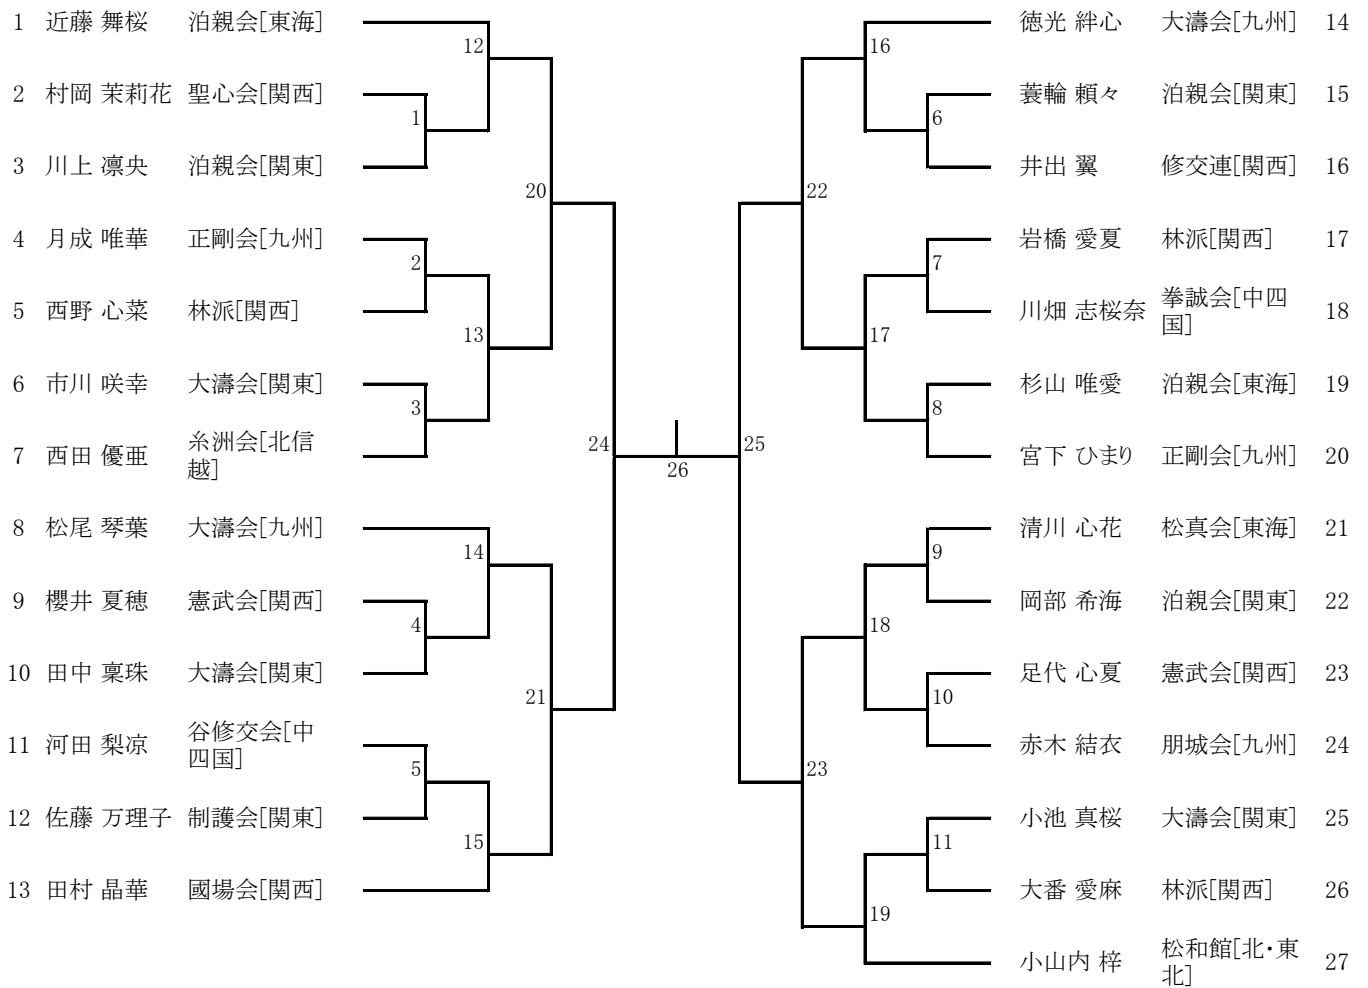 1 近藤 舞桜 泊親会[東海]
12
2 村岡 茉莉花 聖心会[関西]
1
3 川上 凛央 泊親会[関東]
20
4 月成 唯華 正剛会[九州]
2
5 西野 心菜 林派[関西]
13
6 市川 咲幸 大濤会[関東]
3
7 西田 優亜 糸洲会[北信
越]
24
8 松尾 琴葉 大濤会[九州]
14
9 櫻井 夏穂 憲武会[関西]
4
10 田中 稟珠 大濤会[関東]
21
11 河田 梨凉 谷修交会[中
四国]
5
12 佐藤 万理子 制護会[関東]
15
13 田村 晶華 國場会[関西]
26
徳光 絆心 大濤会[九州] 14
16
蓑輪 頼々 泊親会[関東] 15
6
井出 翼 修交連[関西] 16
22
岩橋 愛夏 林派[関西] 17
7
川畑 志桜奈 拳誠会[中四
国] 18
17
杉山 唯愛 泊親会[東海] 19
8
宮下 ひまり 正剛会[九州] 20
25
清川 心花 松真会[東海] 21
9
岡部 希海 泊親会[関東] 22
18
足代 心夏 憲武会[関西] 23
10
赤木 結衣 朋城会[九州] 24
23
小池 真桜 大濤会[関東] 25
11
大番 愛麻 林派[関西] 26
19
小山内 梓 松和館[北・東
北] 27